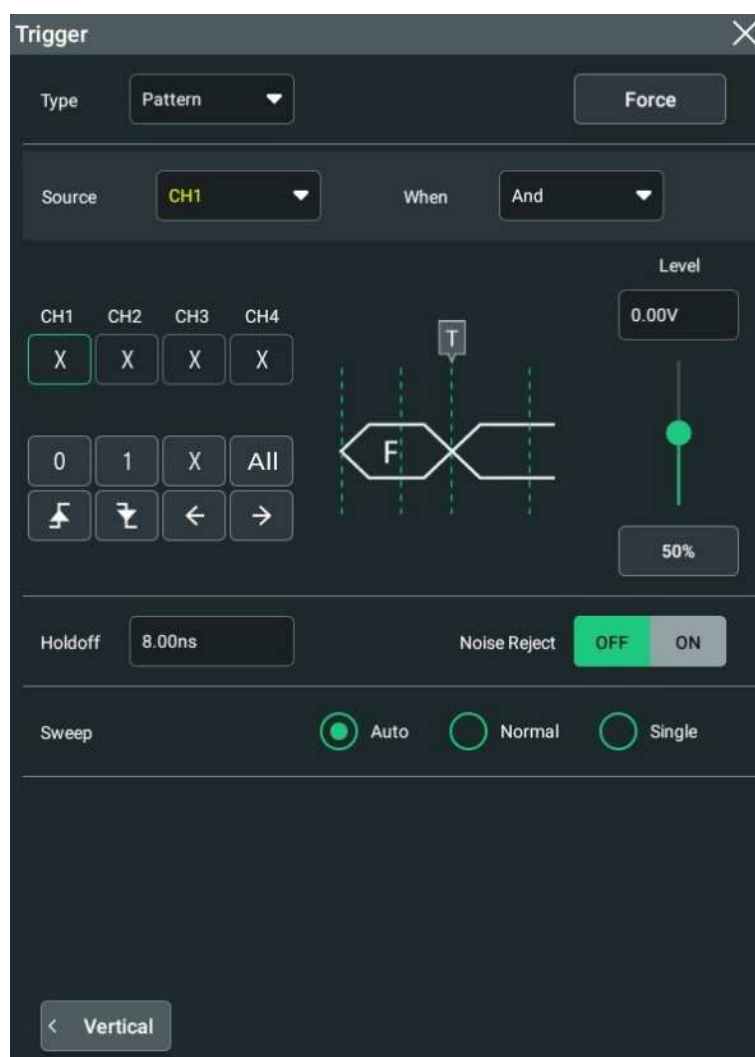 Trigger
Type Pattern Force
Source CH1 When And
Level
0.00V
CH1 CH2 CH3 CH4
X X X X
T
0 1 X All
F
← →
50%
Holdoff 8.00ns Noise Reject OFF ON
Sweep Auto Normal Single
< Vertical